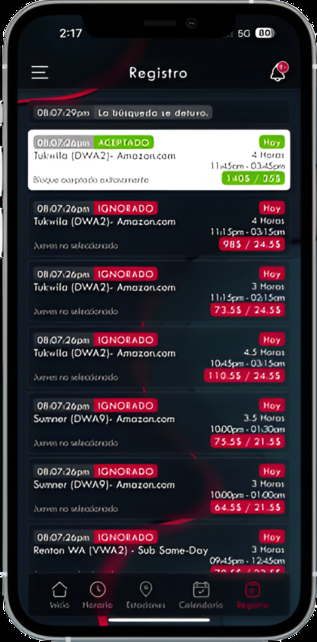 2:17
5G 80
Registro
08:07:29pm La búsqueda se detuvo.
08:07:26pm ACEPTADO Hoy
Tukwila (DWA2)- Amazon.com 4 Horas
11:45pm - 03:45am
Bloque aceptado exitosamente 140$ / 35$
08:07:26pm IGNORADO Hoy
Tukwila (DWA2)- Amazon.com 4 Horas
11:15pm - 03:15am
Jueves no seleccionado 98$ / 24.5$
08:07:26pm IGNORADO Hoy
Tukwila (DWA2)- Amazon.com 3 Horas
11:15pm - 02:15am
Jueves no seleccionado 73.5$ / 24.5$
08:07:26pm IGNORADO Hoy
Tukwila (DWA2)- Amazon.com 4.5 Horas
10:45pm - 03:15am
Jueves no seleccionado 110.5$ / 24.5$
08:07:26pm IGNORADO Hoy
Sumner (DWA9)- Amazon.com 3.5 Horas
10:00pm - 01:30am
Jueves no seleccionado 75.5$ / 21.5$
08:07:26pm IGNORADO Hoy
Sumner (DWA9)- Amazon.com 3 Horas
10:00pm - 01:00am
Jueves no seleccionado 64.5$ / 21.5$
08:07:26pm IGNORADO Hoy
Renton WA (VWA2) - Sub Same-Day 3 Horas
09:45pm - 12:45am
Inicio Horario Estaciones Calendario Registro